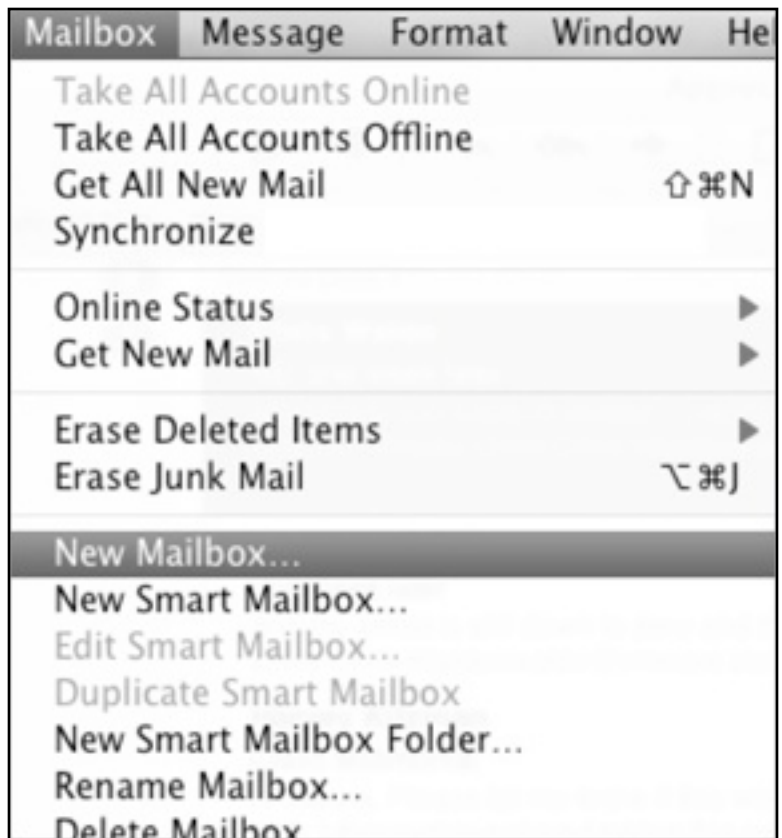 Mailbox Message Format Window He
Take All Accounts Online
Take All Accounts Offline
Get All New Mail ⇧⌘N
Synchronize
Online Status ▶
Get New Mail ▶
Erase Deleted Items ▶
Erase Junk Mail ⌥⌘J
New Mailbox...
New Smart Mailbox...
Edit Smart Mailbox...
Duplicate Smart Mailbox
New Smart Mailbox Folder...
Rename Mailbox...
Delete Mailbox